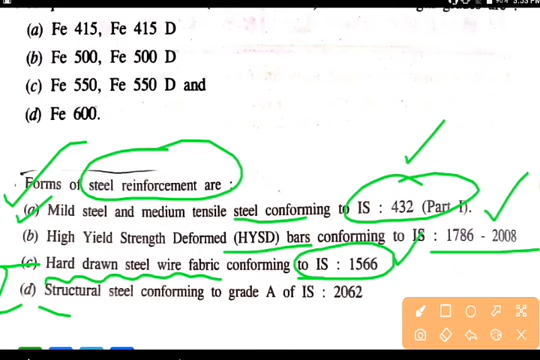 (a) Fe 415, Fe 415 D
(b) Fe 500, Fe 500 D
(c) Fe 550, Fe 550 D and
(d) Fe 600.
Forms of steel reinforcement are :
(a) Mild steel and medium tensile steel conforming to IS : 432 (Part I).
(b) High Yield Strength Deformed (HYSD) bars conforming to IS : 1786 - 2008
(c) Hard drawn steel wire fabric conforming to IS : 1566
(d) Structural steel conforming to grade A of IS : 2062